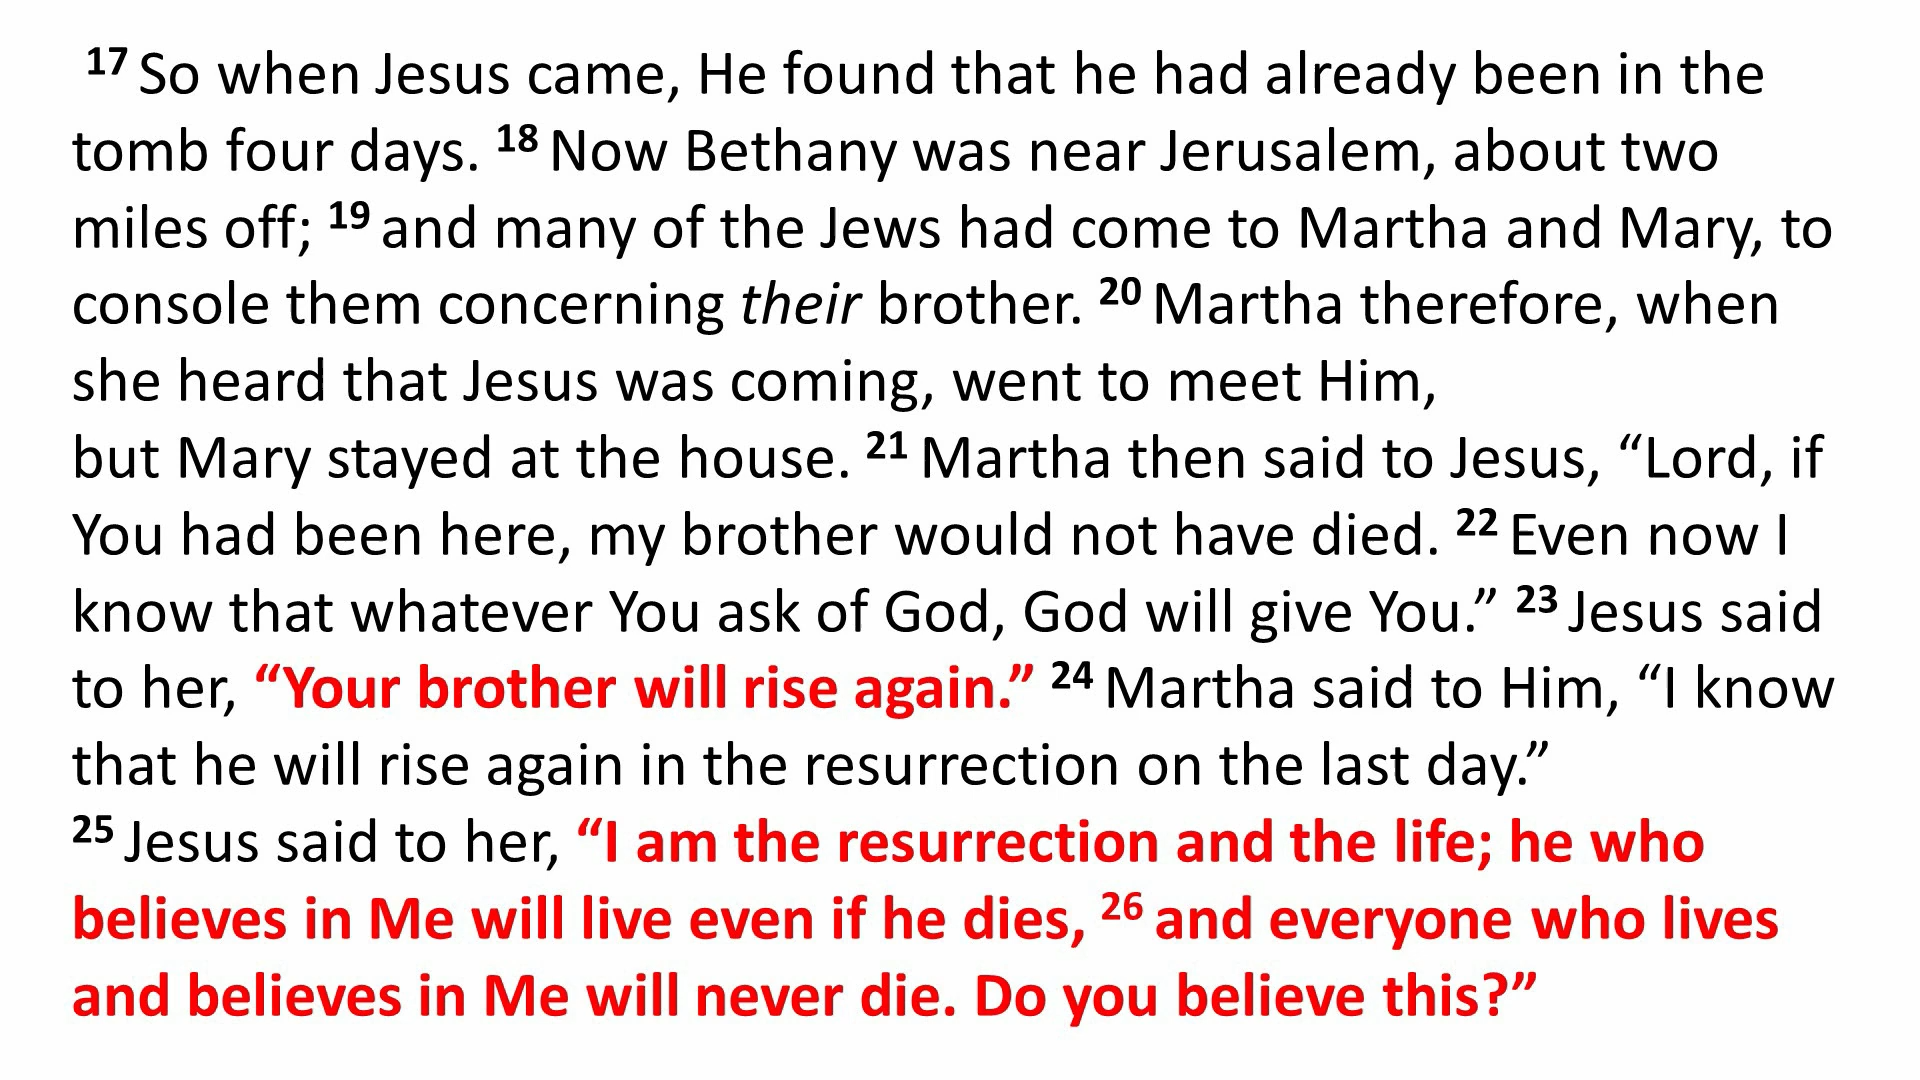 17 So when Jesus came, He found that he had already been in the
tomb four days. 18 Now Bethany was near Jerusalem, about two
miles off; 19 and many of the Jews had come to Martha and Mary, to
console them concerning their brother. 20 Martha therefore, when
she heard that Jesus was coming, went to meet Him,
but Mary stayed at the house. 21 Martha then said to Jesus, “Lord, if
You had been here, my brother would not have died. 22 Even now I
know that whatever You ask of God, God will give You.” 23 Jesus said
to her, “Your brother will rise again.” 24 Martha said to Him, “I know
that he will rise again in the resurrection on the last day.”
25 Jesus said to her, “I am the resurrection and the life; he who
believes in Me will live even if he dies, 26 and everyone who lives
and believes in Me will never die. Do you believe this?”